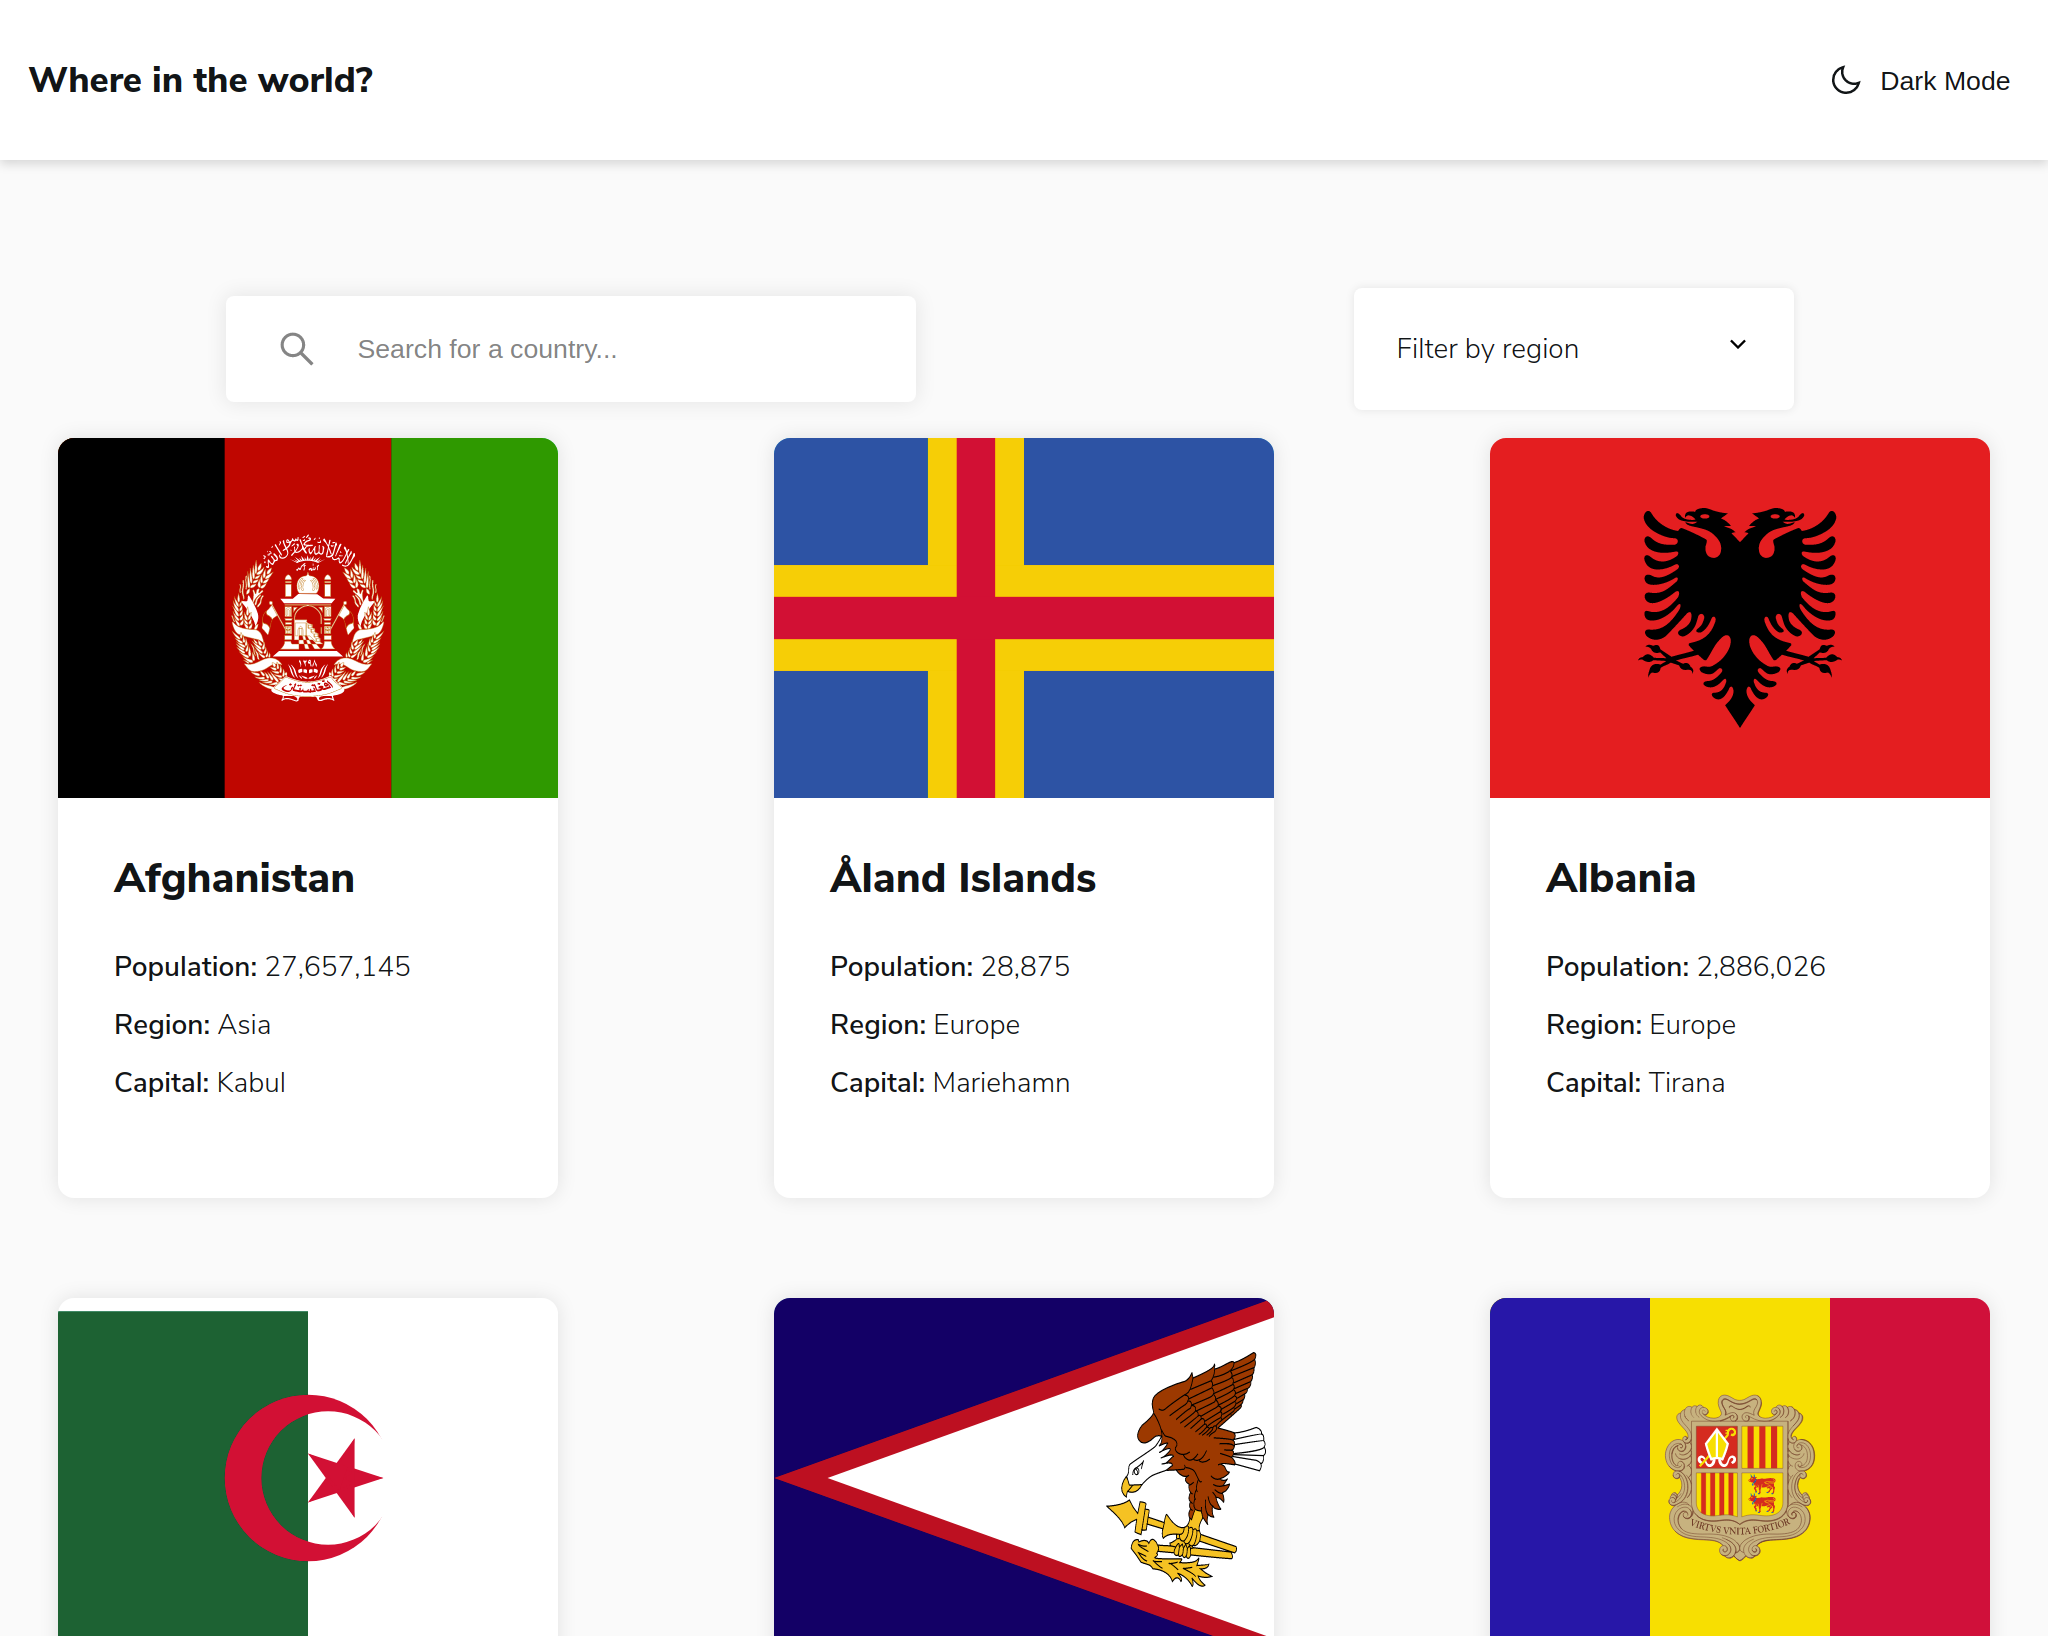 Where in the world?
Dark Mode
Search for a country...
Filter by region
Afghanistan
Population: 27,657,145
Region: Asia
Capital: Kabul
Åland Islands
Population: 28,875
Region: Europe
Capital: Mariehamn
Albania
Population: 2,886,026
Region: Europe
Capital: Tirana
VIRTVS VNITA FORTIOR